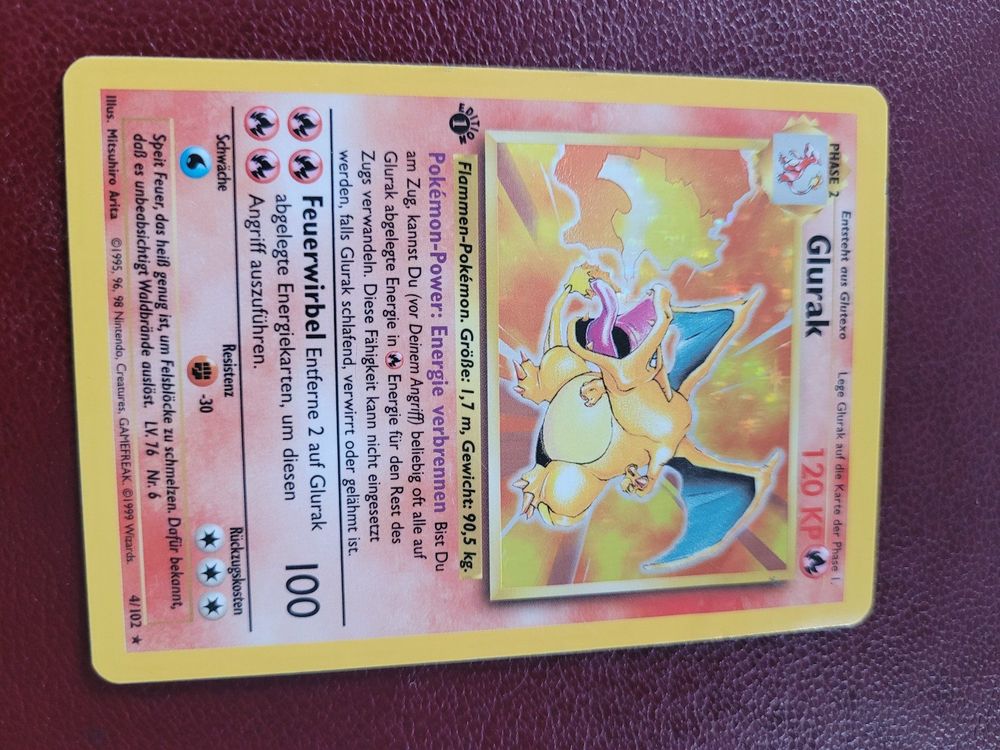 Entsteht aus Glutexo Lege Glurak auf die Karte der Phase 1.
PHASE 2 Glurak 120 KP
Flammen-Pokémon. Größe: 1,7 m, Gewicht: 90,5 kg.
EDITION 1
Pokémon-Power: Energie verbrennen Bist Du
am Zug, kannst Du (vor Deinem Angriff) beliebig oft alle auf
Glurak abgelegte Energie in Energie für den Rest des
Zugs verwandeln. Diese Fähigkeit kann nicht eingesetzt
werden, falls Glurak schlafend, verwirrt oder gelähmt ist.
Feuerwirbel Entferne 2 auf Glurak
abgelegte Energiekarten, um diesen
Angriff auszuführen.
100
Schwäche Resistenz Rückzugskosten
-30
Speit Feuer, das heiß genug ist, um Felsblöcke zu schmelzen. Dafür bekannt,
daß es unbeabsichtigt Waldbrände auslöst. LV. 76 Nr. 6
Illus. Mitsuhiro Arita ©1995, 96, 98 Nintendo, Creatures, GAMEFREAK. ©1999 Wizards. 4/102 ★